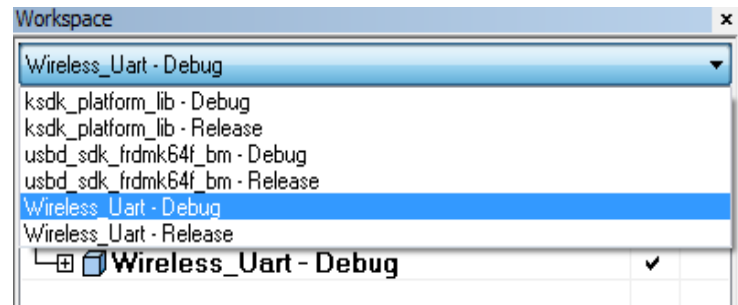 Workspace
Wireless_Uart - Debug
ksdk_platform_lib - Debug
ksdk_platform_lib - Release
usbd_sdk_frdmk64f_bm - Debug
usbd_sdk_frdmk64f_bm - Release
Wireless_Uart - Debug
Wireless_Uart - Release
Wireless_Uart - Debug